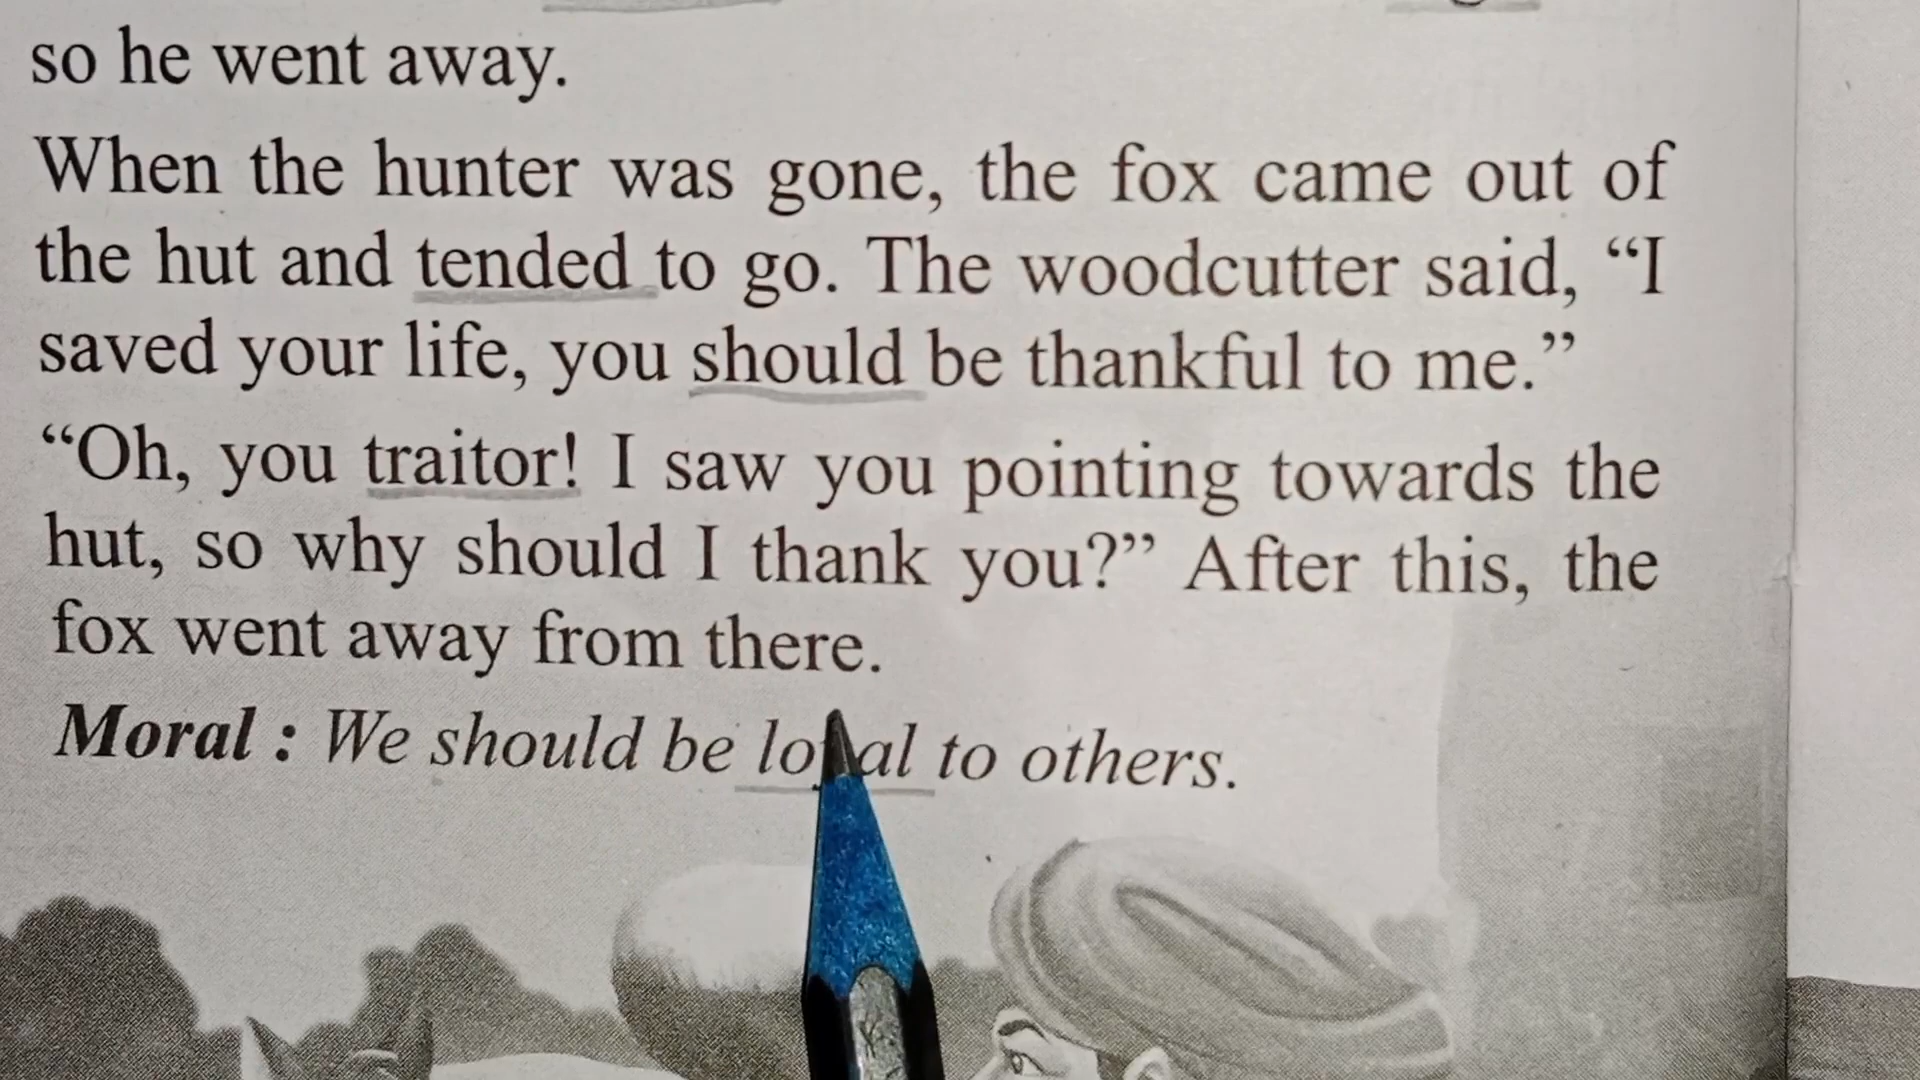 so he went away.
When the hunter was gone, the fox came out of
the hut and tended to go. The woodcutter said, “I
saved your life, you should be thankful to me.”
“Oh, you traitor! I saw you pointing towards the
hut, so why should I thank you?” After this, the
fox went away from there.
Moral : We should be loyal to others.